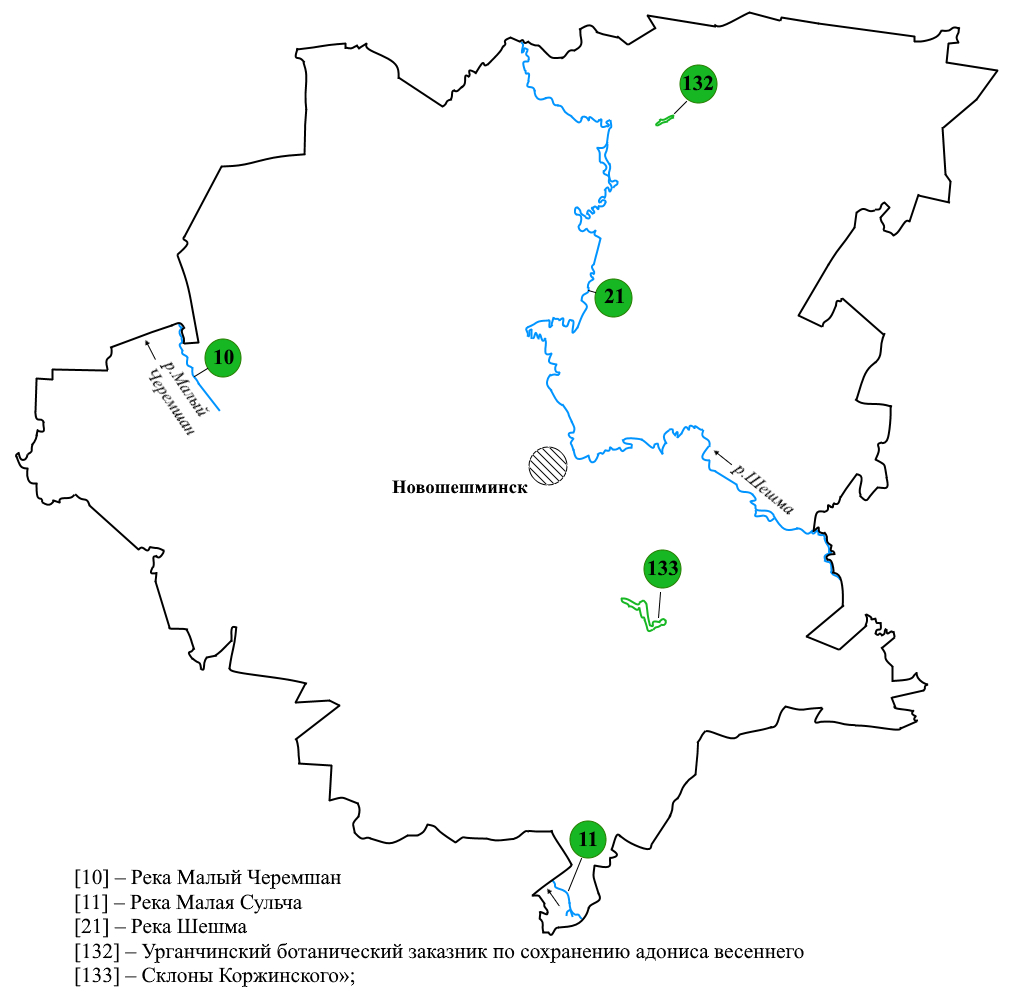 132
21
10
р.Малый
Черемшан
Новошешминск
р.Шешма
133
11
[10] – Река Малый Черемшан
[11] – Река Малая Сульча
[21] – Река Шешма
[132] – Урганчинский ботанический заказник по сохранению адониса весеннего
[133] – Склоны Коржинского»;